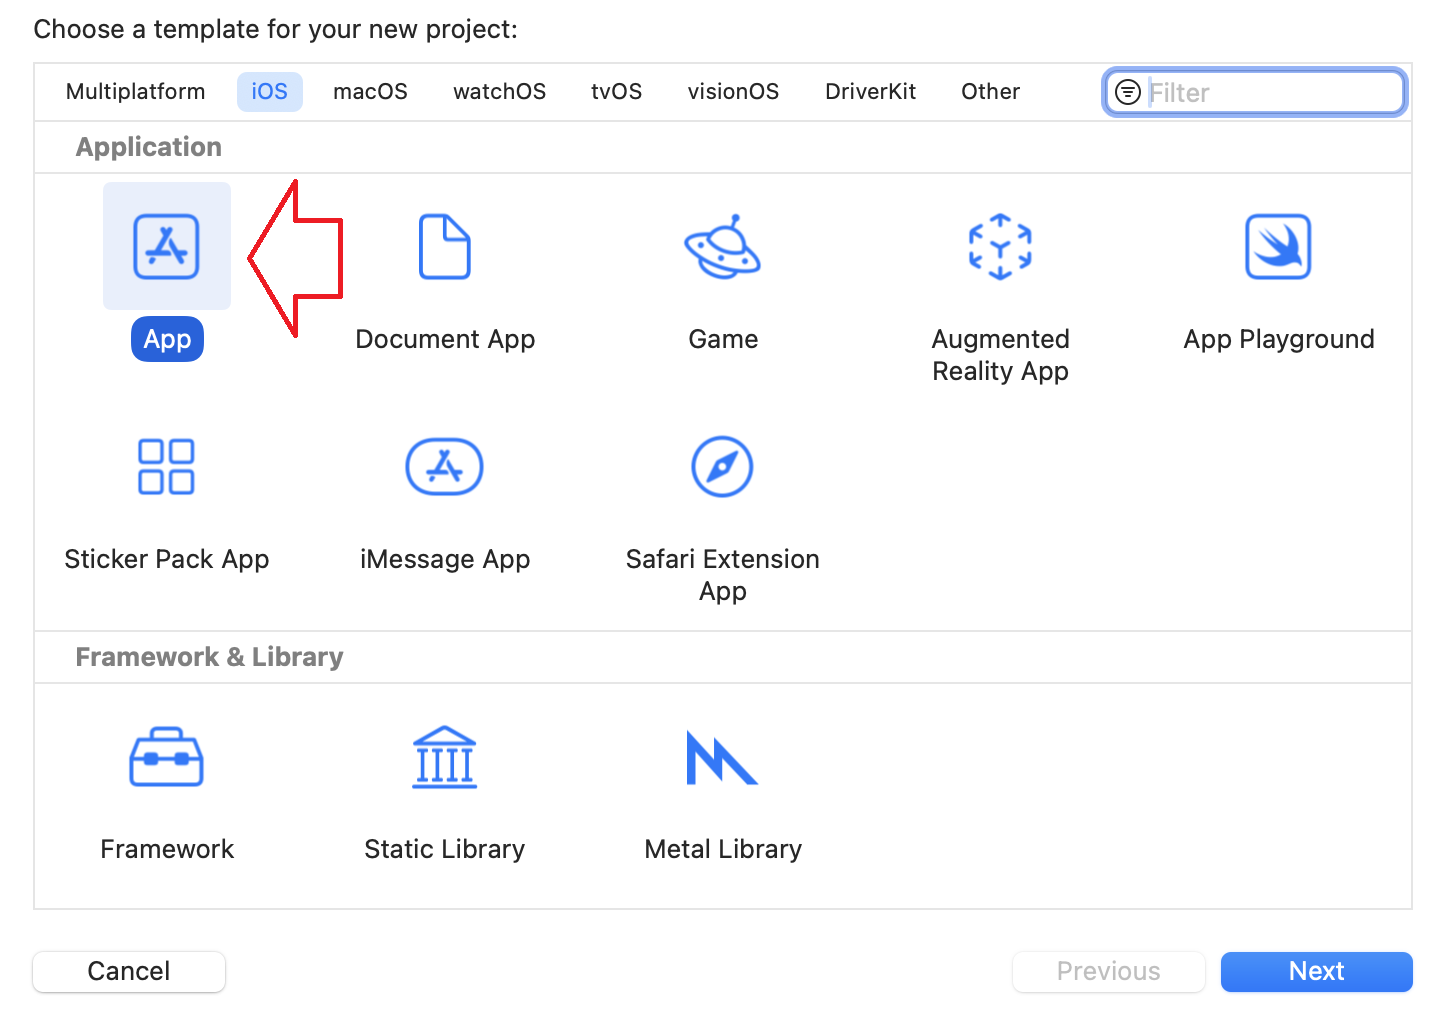 Choose a template for your new project:
Multiplatform iOS macOS watchOS tvOS visionOS DriverKit Other Filter
Application
App Document App Game Augmented Reality App App Playground
Sticker Pack App iMessage App Safari Extension App
Framework & Library
Framework Static Library Metal Library
Cancel Previous Next